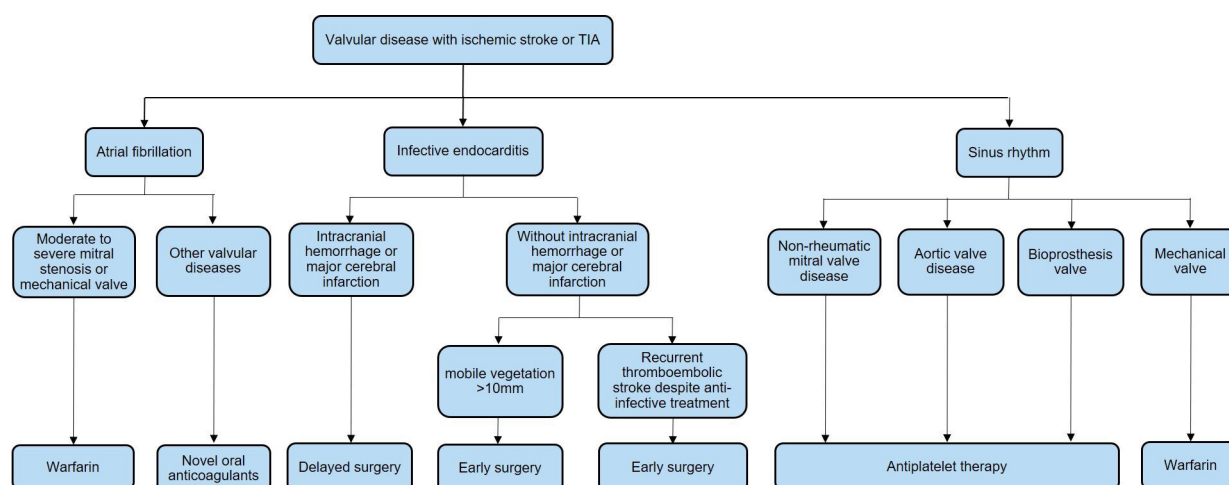 Valvular disease with ischemic stroke or TIA
Atrial fibrillation
Infective endocarditis
Sinus rhythm
Moderate to
severe mitral
stenosis or
mechanical valve
Other valvular
diseases
Intracranial
hemorrhage or
major cerebral
infarction
Without intracranial
hemorrhage or
major cerebral
infarction
Non-rheumatic
mitral valve
disease
Aortic valve
disease
Bioprosthesis
valve
Mechanical
valve
mobile vegetation
>10mm
Recurrent
thromboembolic
stroke despite anti-
infective treatment
Warfarin
Novel oral
anticoagulants
Delayed surgery
Early surgery
Early surgery
Antiplatelet therapy
Warfarin